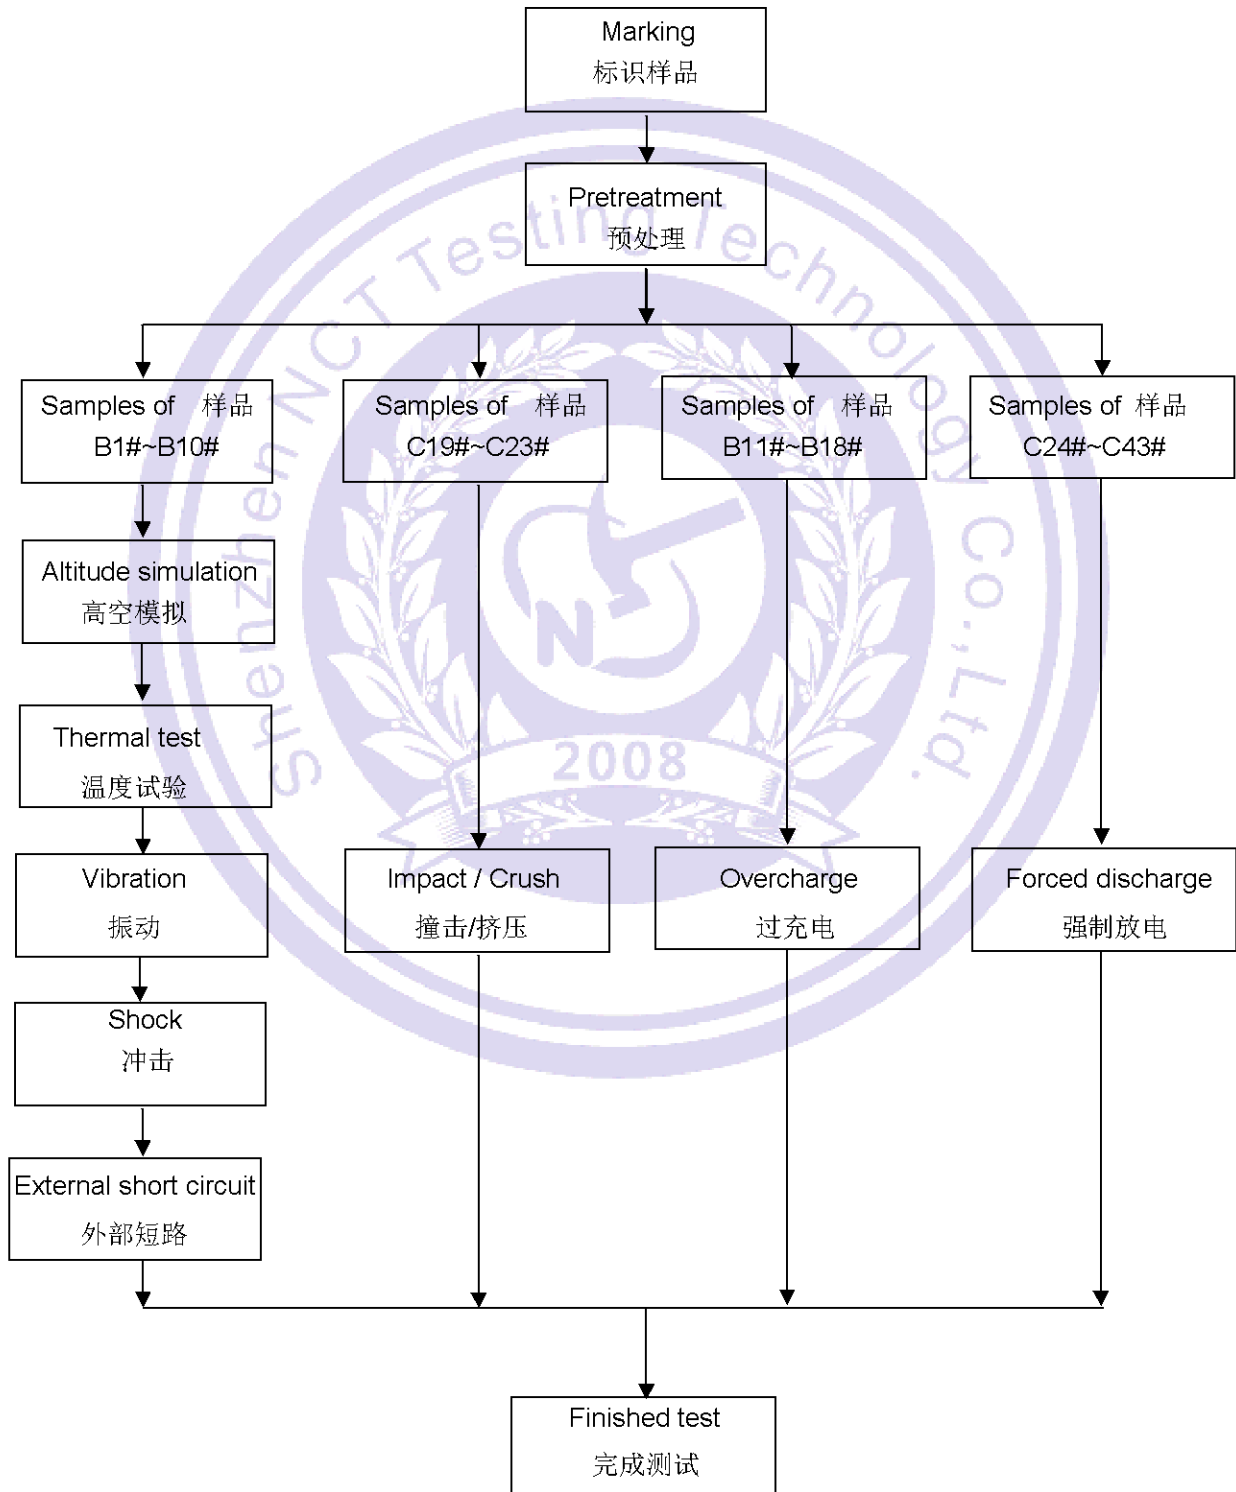 Marking
标识样品
Pretreatment
预处理
Samples of 样品
B1#~B10#
Samples of 样品
C19#~C23#
Samples of 样品
B11#~B18#
Samples of 样品
C24#~C43#
Altitude simulation
高空模拟
Thermal test
温度试验
Vibration
振动
Impact / Crush
撞击/挤压
Overcharge
过充电
Forced discharge
强制放电
Shock
冲击
External short circuit
外部短路
Finished test
完成测试
Shenzhen NCT Testing Technology Co.,Ltd.
N
2008